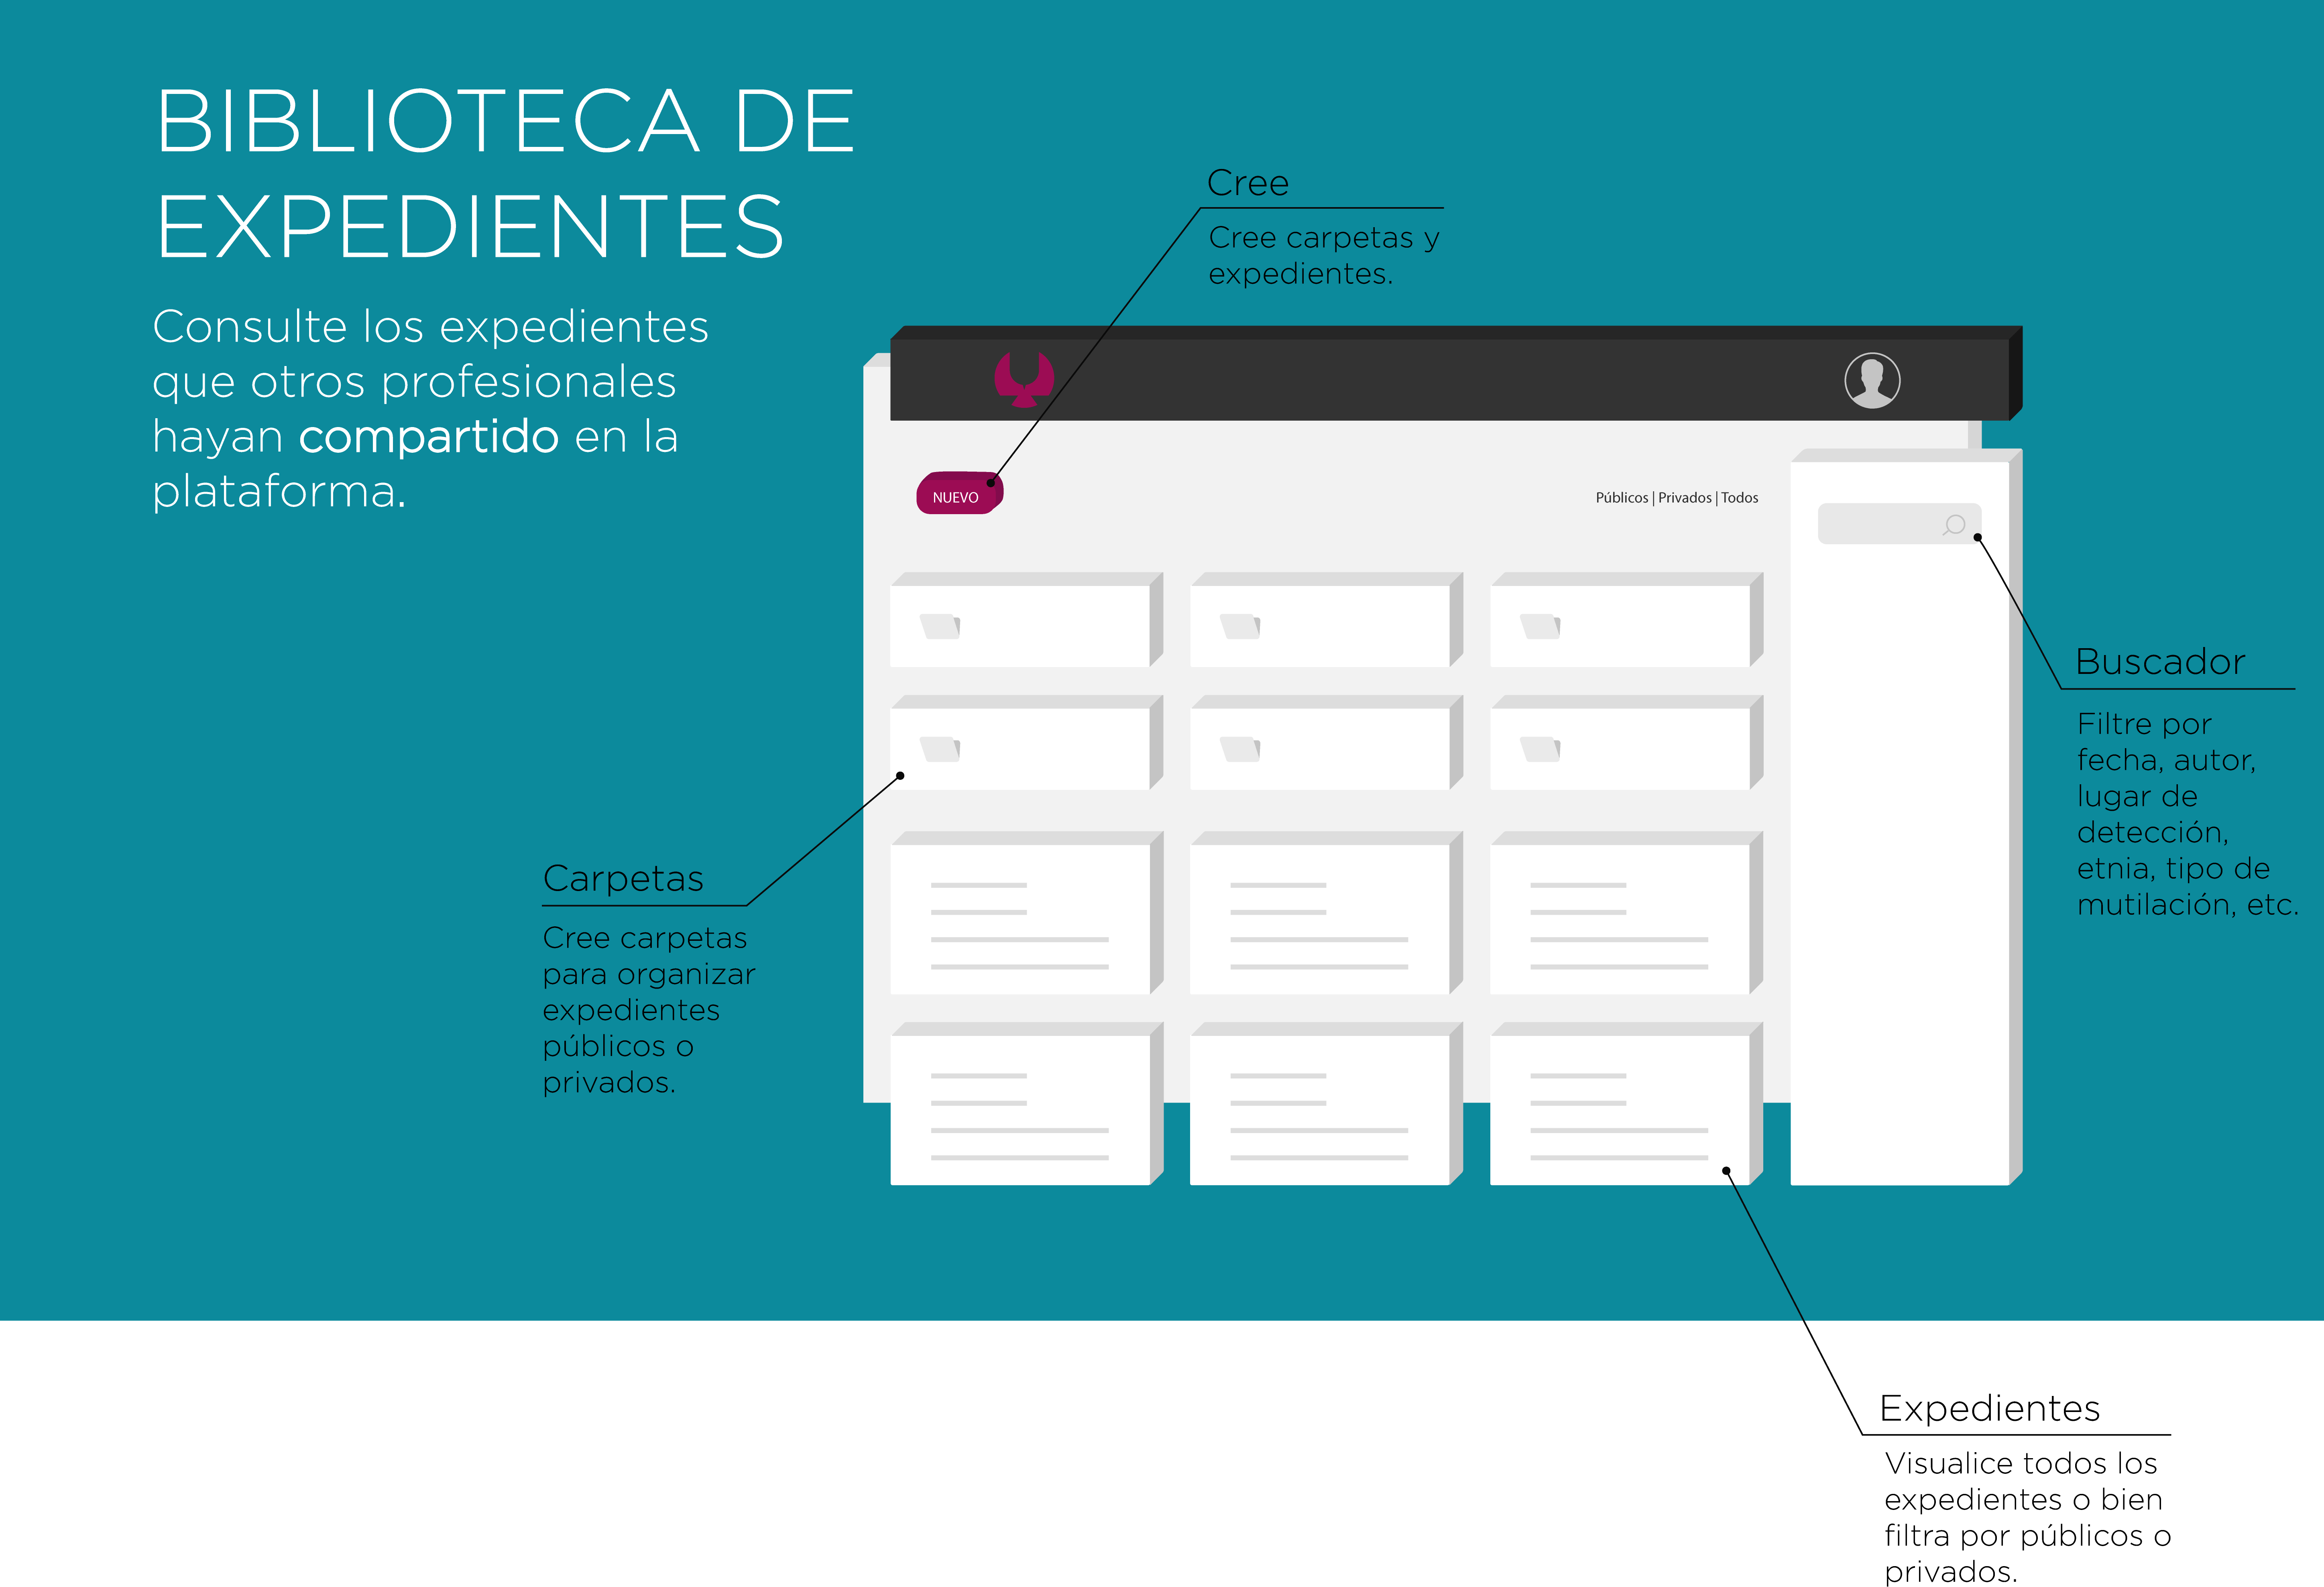 BIBLIOTECA DE
EXPEDIENTES
Consulte los expedientes
que otros profesionales
hayan compartido en la
plataforma.
Cree
Cree carpetas y
expedientes.
NUEVO
Públicos | Privados | Todos
Buscador
Filtre por
fecha, autor,
lugar de
detección,
etnia, tipo de
mutilación, etc.
Carpetas
Cree carpetas
para organizar
expedientes
públicos o
privados.
Expedientes
Visualice todos los
expedientes o bien
filtra por públicos o
privados.